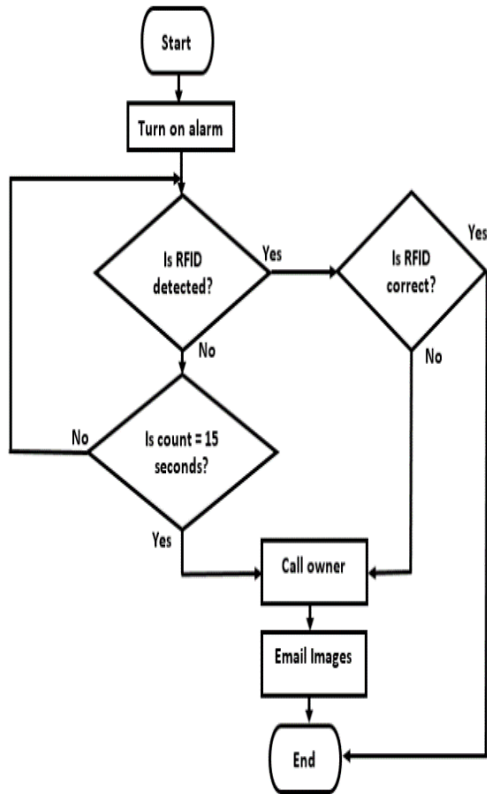 Start
Turn on alarm
Is RFID
detected?
Yes
Is RFID
correct?
Yes
No
No
Is count = 15
seconds?
No
Yes
Call owner
Email Images
End